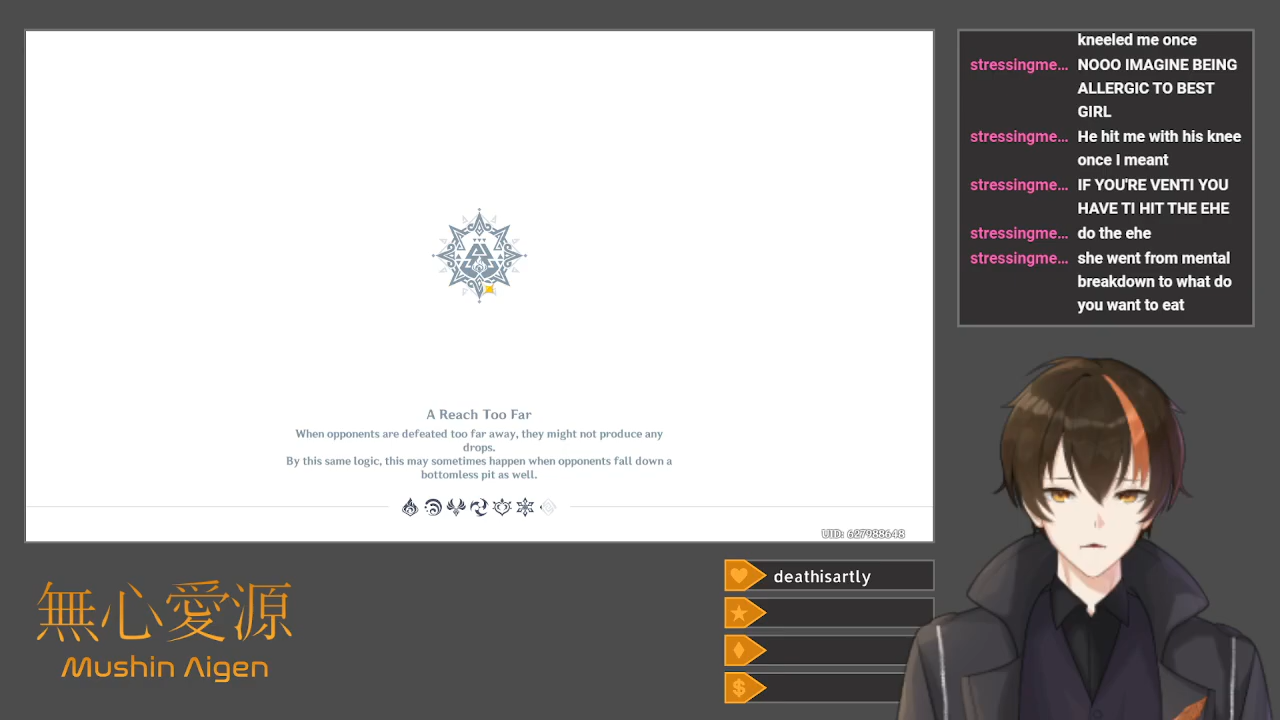 kneeled me once
stressingme... NOOO IMAGINE BEING
ALLERGIC TO BEST
GIRL
stressingme... He hit me with his knee
once I meant
stressingme... IF YOU'RE VENTI YOU
HAVE TI HIT THE EHE
stressingme... do the ehe
stressingme... she went from mental
breakdown to what do
you want to eat
A Reach Too Far
When opponents are defeated too far away, they might not produce any
drops.
By this same logic, this may sometimes happen when opponents fall down a
bottomless pit as well.
UID: 627988648
deathisartly
$
無心愛源
Mushin Aigen